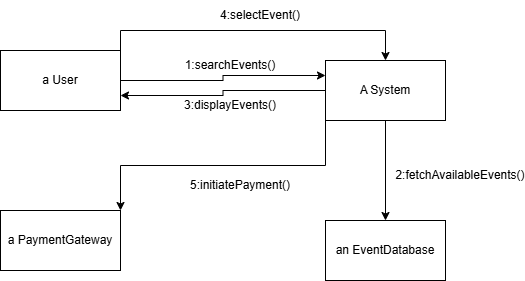 4:selectEvent()
1:searchEvents()
a User
A System
3:displayEvents()
2:fetchAvailableEvents()
5:initiatePayment()
a PaymentGateway
an EventDatabase